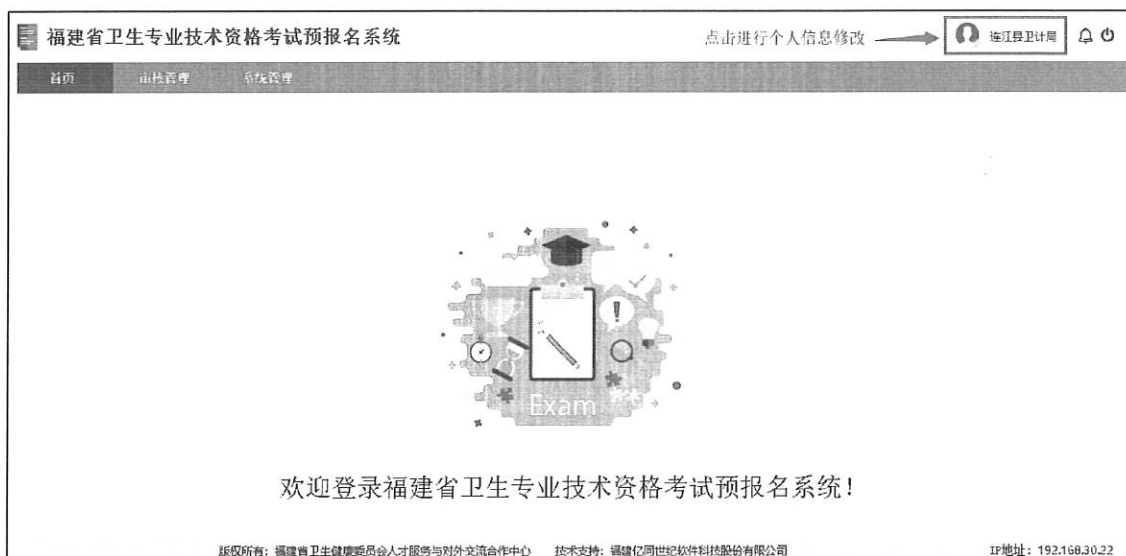 福建省卫生专业技术资格考试预报名系统
点击进行个人信息修改
连江县卫计局
首页 审核管理 系统管理
Exam
欢迎登录福建省卫生专业技术资格考试预报名系统!
版权所有:福建省卫生健康委员会人才服务与对外交流合作中心 技术支持:福建亿同世纪软件科技股份有限公司 IP地址:192.168.30.22